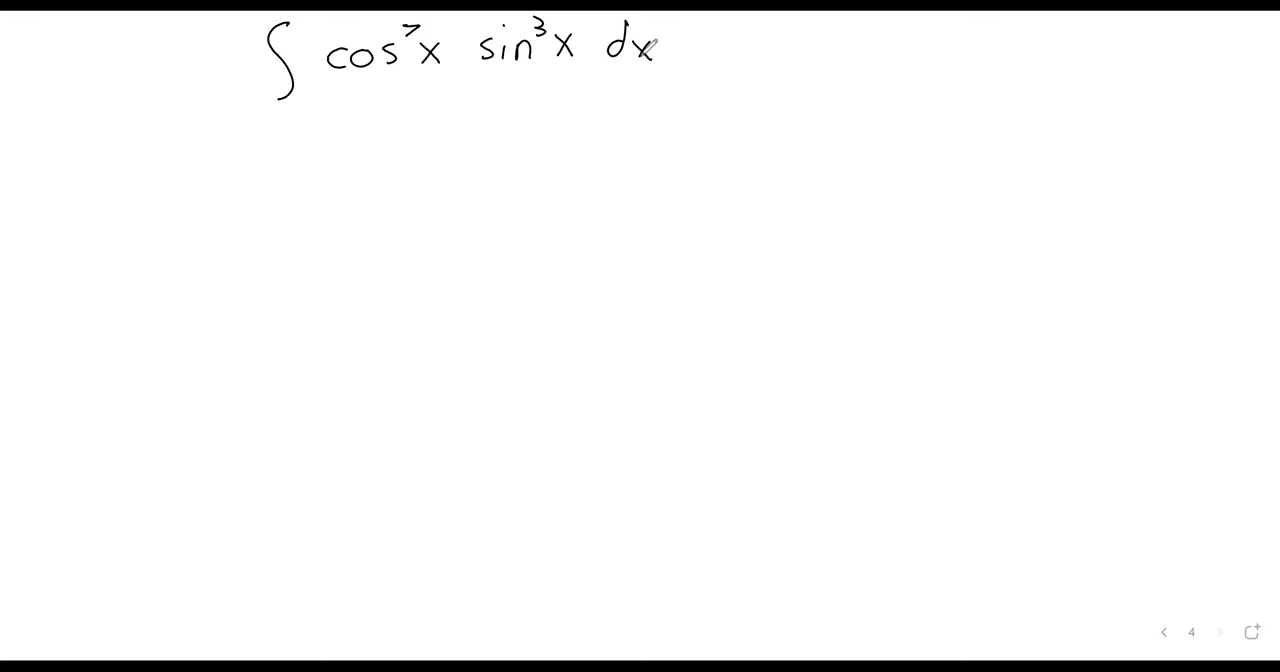 ∫ cos⁷x sin³x dx
< 4 >